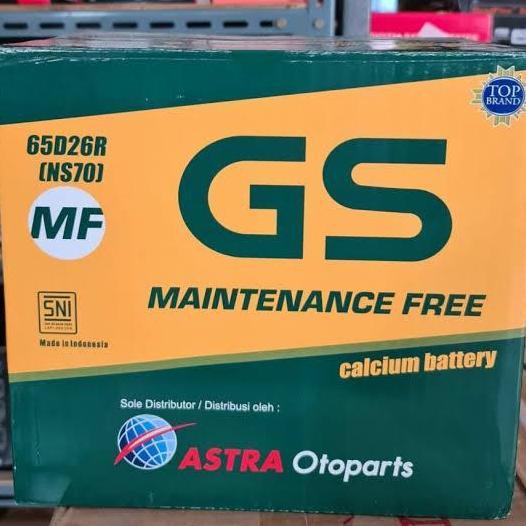 TOP
BRAND
65D26R
(NS70)
GS
MF
MAINTENANCE FREE
SNI
Made in Indonesia
calcium battery
Sole Distributor / Distribusi oleh :
ASTRA Otoparts